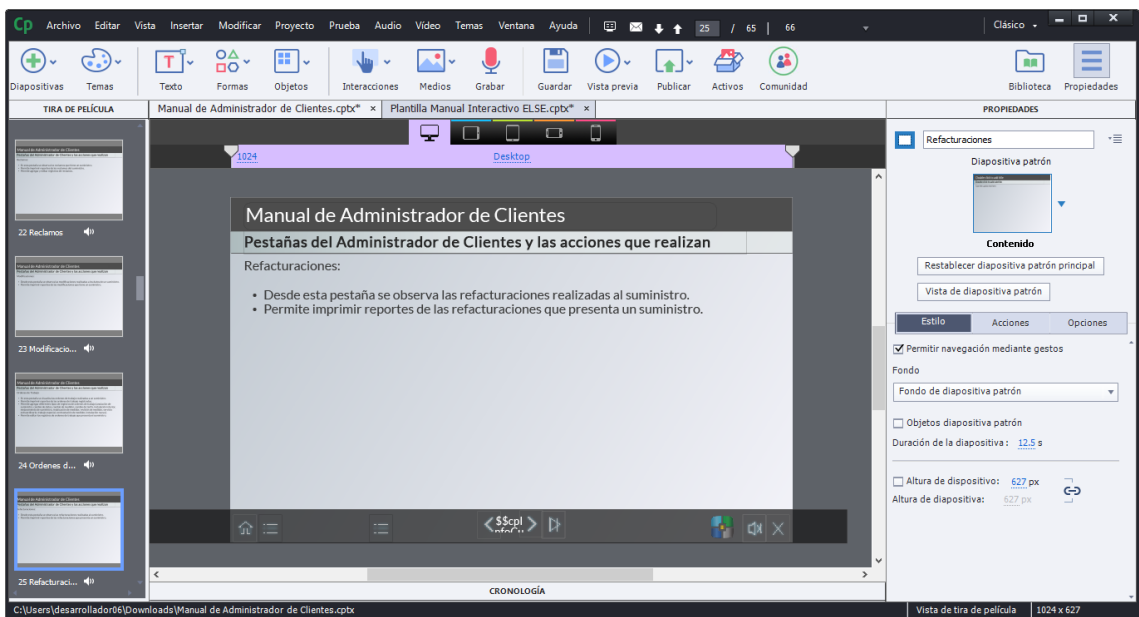 Cp Archivo Editar Vista Insertar Modificar Proyecto Prueba Audio Vídeo Temas Ventana Ayuda 25 / 65 66 Clásico
Diapositivas Temas Texto Formas Objetos Interacciones Medios Grabar Guardar Vista previa Publicar Activos Comunidad Biblioteca Propiedades
TIRA DE PELÍCULA
Manual de Administrador de Clientes.cptx* × Plantilla Manual Interactivo ELSE.cptx* ×
PROPIEDADES
22 Reclamos
23 Modificacio...
24 Ordenes d...
25 Refacturaci...
1024 Desktop
Manual de Administrador de Clientes
Pestañas del Administrador de Clientes y las acciones que realizan
Refacturaciones:
• Desde esta pestaña se observa las refacturaciones realizadas al suministro.
• Permite imprimir reportes de las refacturaciones que presenta un suministro.
$$cpI
CRONOLOGÍA
Refacturaciones
Diapositiva patrón
Contenido
Restablecer diapositiva patrón principal
Vista de diapositiva patrón
Estilo Acciones Opciones
Permitir navegación mediante gestos
Fondo
Fondo de diapositiva patrón
Objetos diapositiva patrón
Duración de la diapositiva : 12.5 s
Altura de dispositivo: 627 px
Altura de diapositiva: 627 px
C:\Users\desarrollador06\Downloads\Manual de Administrador de Clientes.cptx
Vista de tira de película 1024 x 627